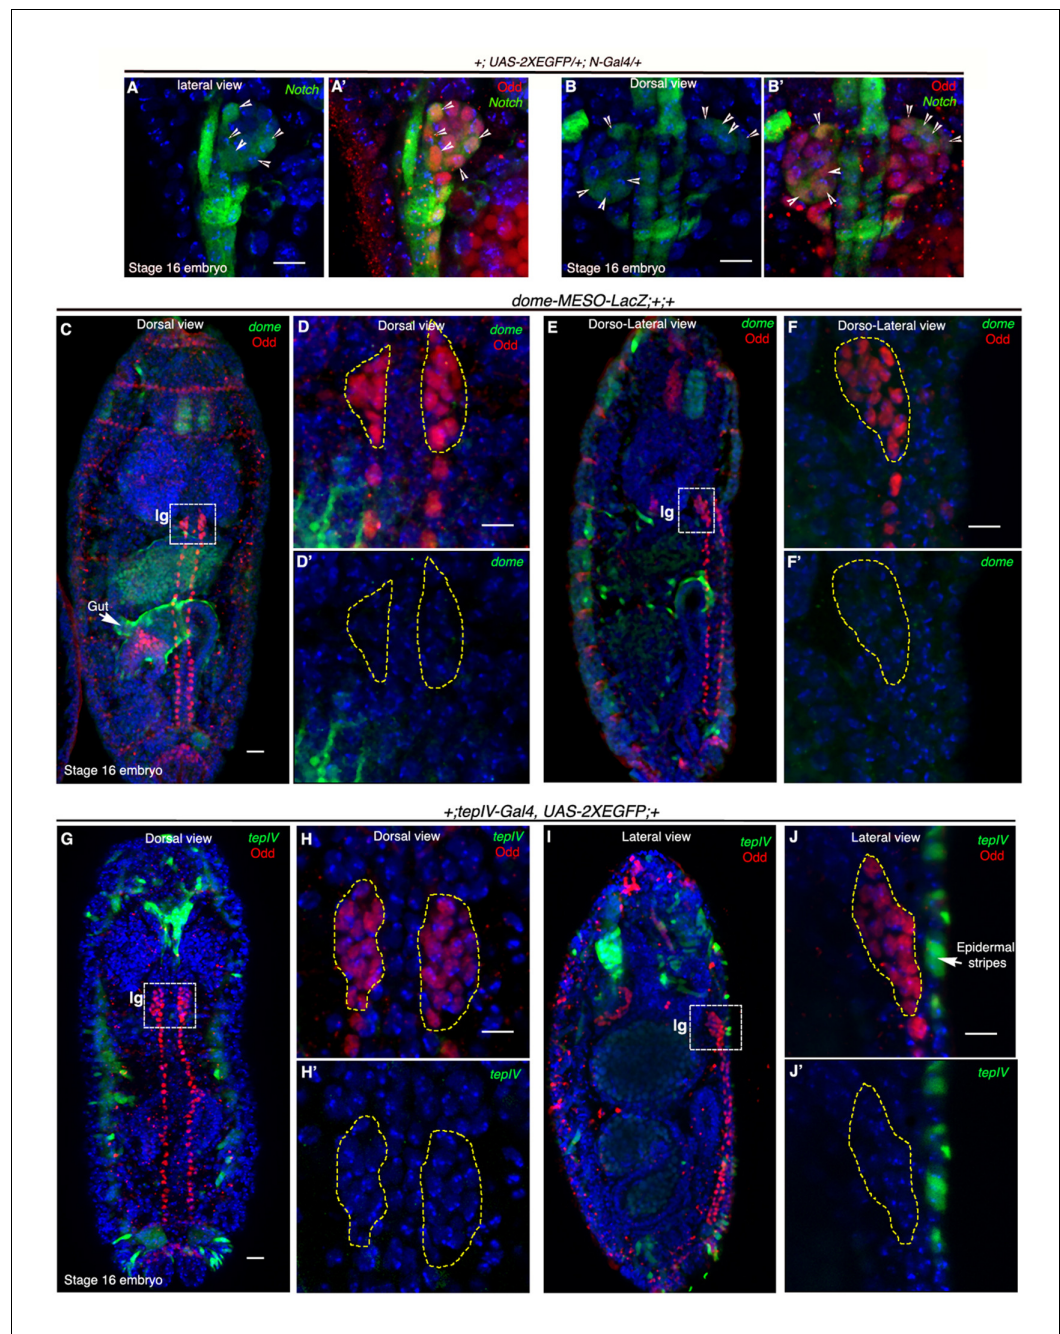 +; UAS-2XEGFP/+; N-Gal4/+
A lateral view Notch
A' Odd
Notch
B Dorsal view
B' Odd
Notch
Stage 16 embryo
Stage 16 embryo
dome-MESO-LacZ;+;+
C Dorsal view dome
Odd
D Dorsal view dome
Odd
E Dorso-Lateral view dome
Odd
F Dorso-Lateral view dome
Odd
lg
lg
D' dome
F' dome
Gut
Stage 16 embryo
+;tepIV-Gal4, UAS-2XEGFP;+
G Dorsal view tepIV
Odd
H Dorsal view tepIV
Odd
I Lateral view tepIV
Odd
J Lateral view tepIV
Odd
Epidermal
stripes
lg
lg
H' tepIV
J' tepIV
Stage 16 embryo